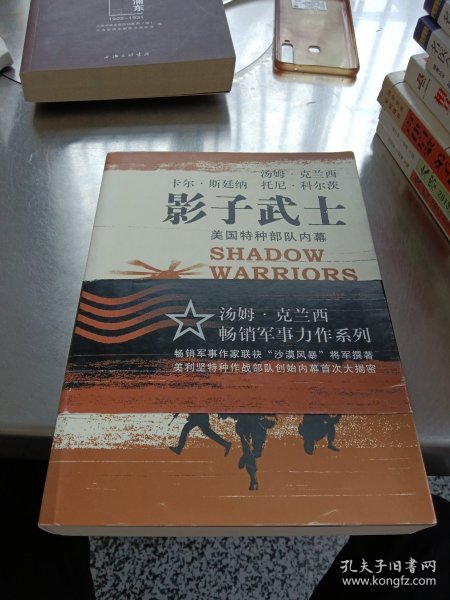 1905-1931
汤姆·克兰西
卡尔·斯廷纳 托尼·科尔茨
影子武士
美国特种部队内幕
SHADOW
WARRIORS
汤姆·克兰西
畅销军事力作系列
畅销军事作家联袂“沙漠风暴”将军撰著
美利坚特种作战部队创始内幕首次大揭密
孔夫子旧书网
www.kongfz.com